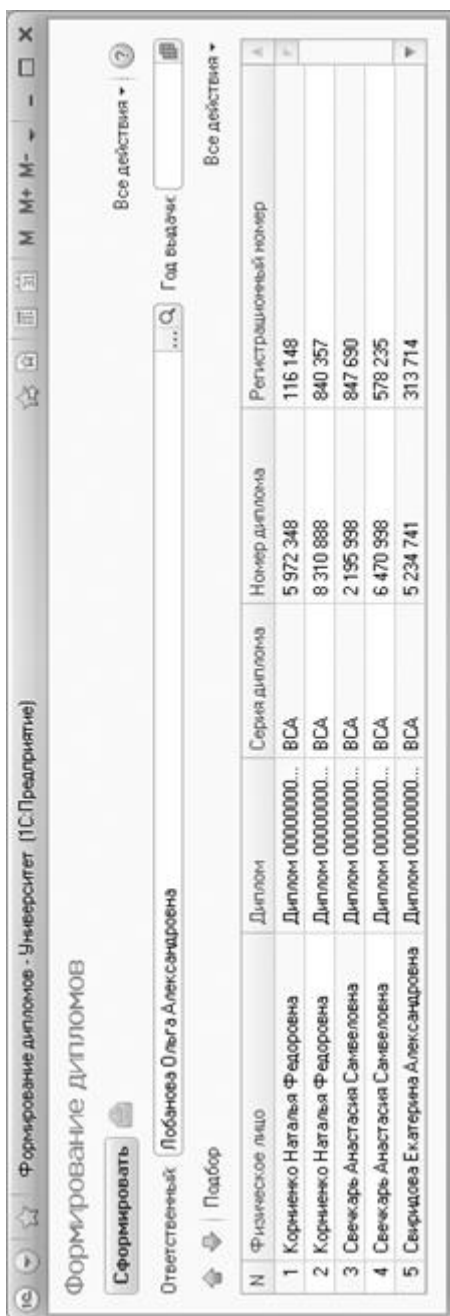 Формирование дипломов - Университет (1С:Предприятие)
M M+ M-
Формирование дипломов
Сформировать Все действия
Ответственный Лобанова Ольга Александровна ... Год выдачи:
Подбор Все действия
N Физическое лицо Диплом Серия диплома Номер диплома Регистрационный номер
1 Корниенко Наталья Федоровна Диплом 00000000... ВСА 5 972 348 116 148
2 Корниенко Наталья Федоровна Диплом 00000000... ВСА 8 310 888 840 357
3 Свечкарь Анастасия Самвеловна Диплом 00000000... ВСА 2 195 998 847 690
4 Свечкарь Анастасия Самвеловна Диплом 00000000... ВСА 6 470 998 578 235
5 Свиридова Екатерина Александровна Диплом 00000000... ВСА 5 234 741 313 714